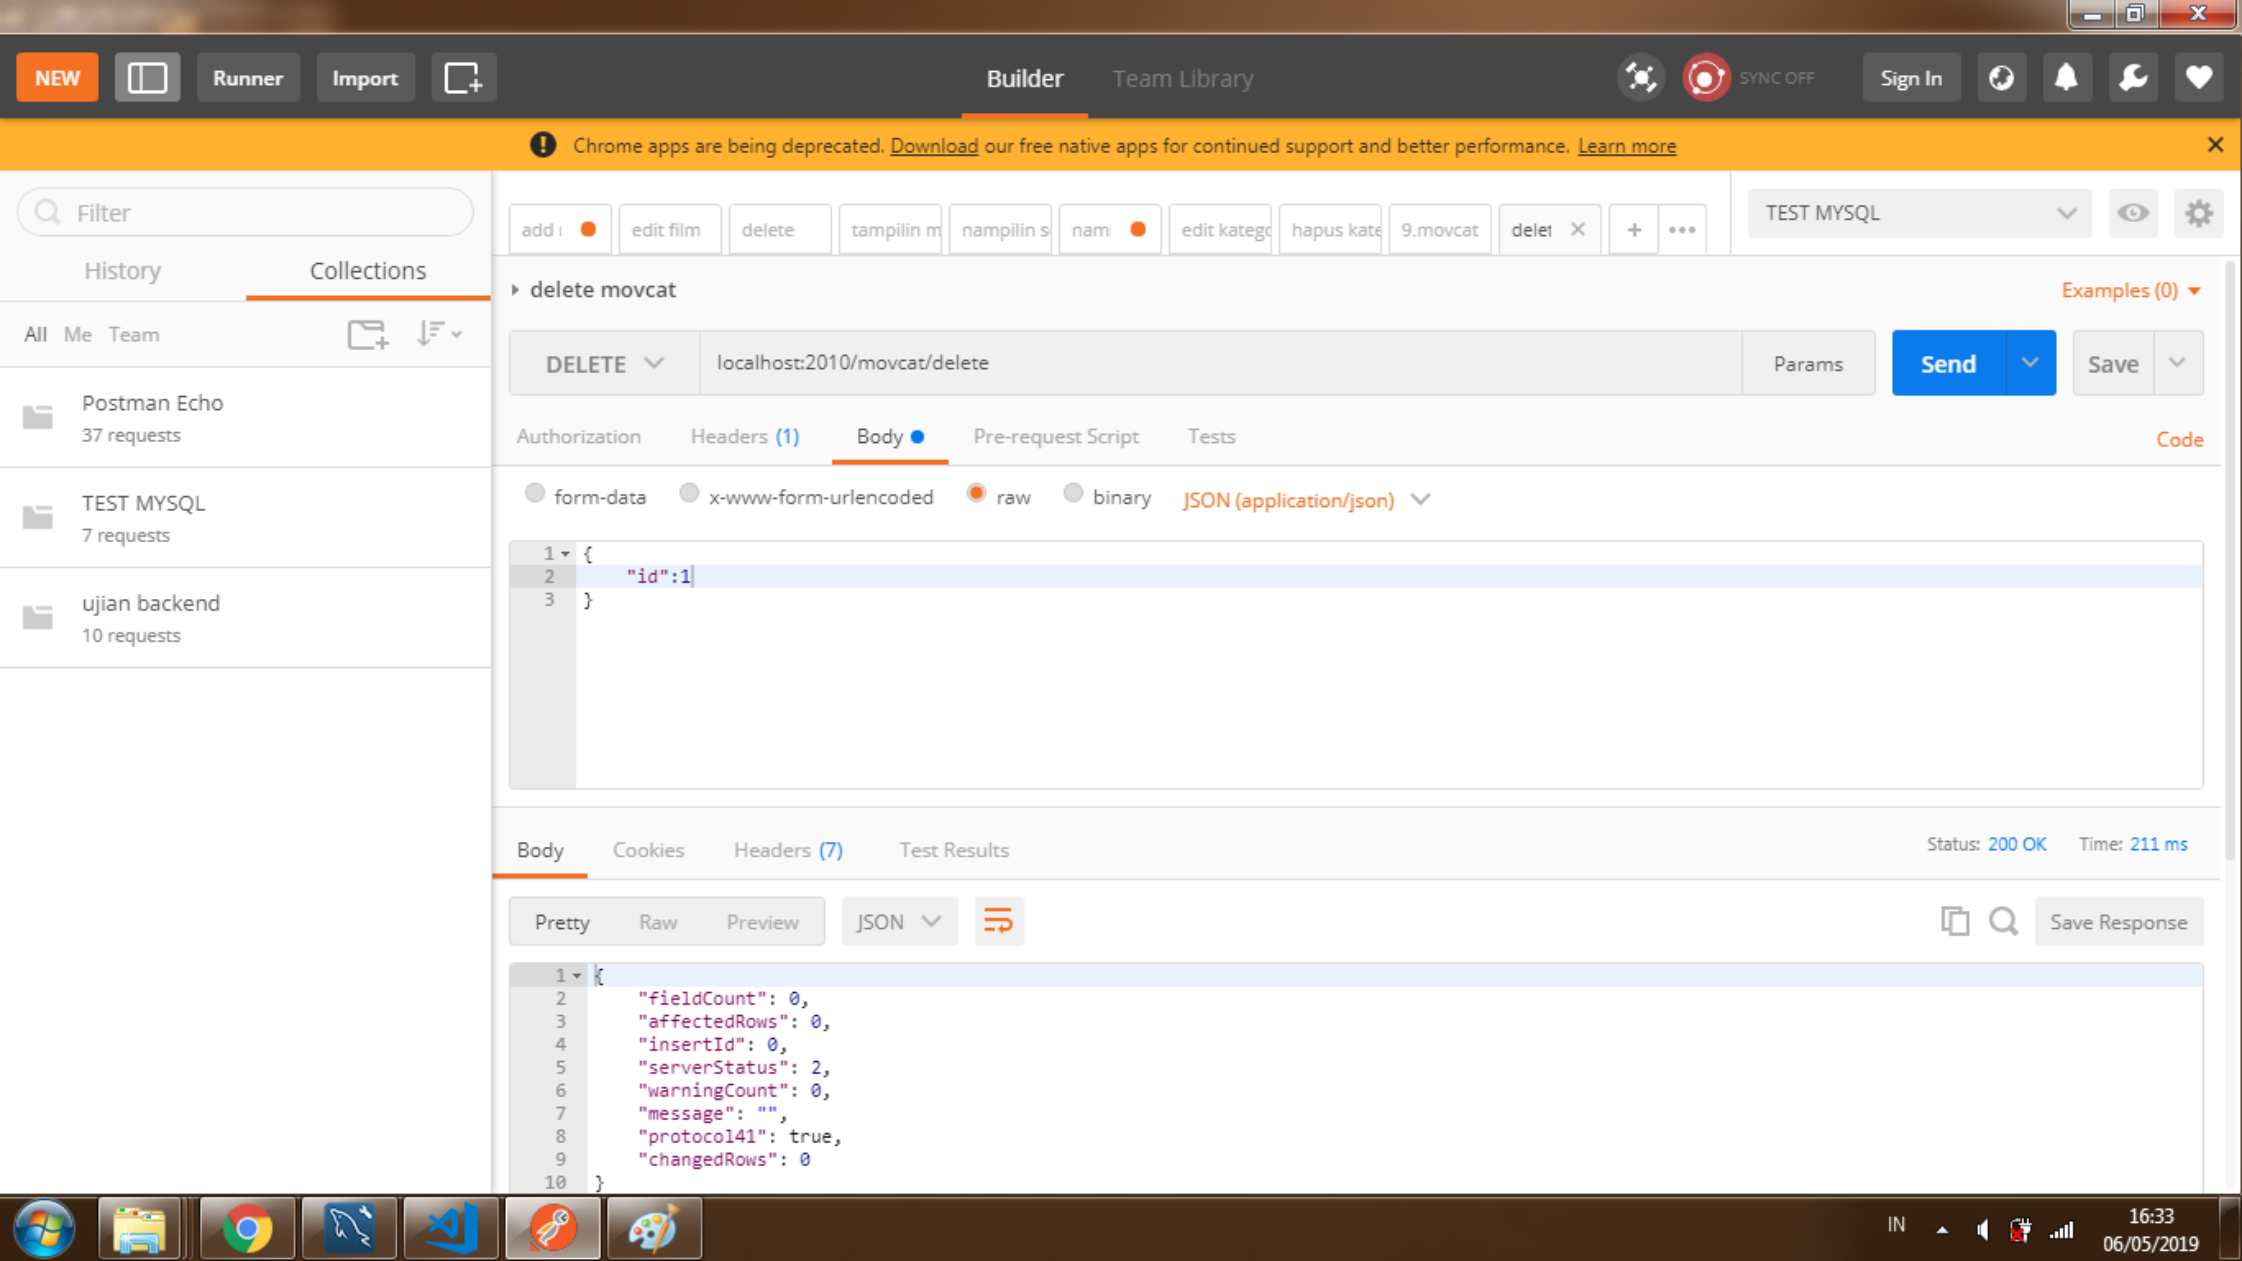 NEW
Runner
Import
Builder
Team Library
SYNC OFF
Sign In
Chrome apps are being deprecated. Download our free native apps for continued support and better performance. Learn more
Filter
History
Collections
All Me Team
Postman Echo
37 requests
TEST MYSQL
7 requests
ujian backend
10 requests
add
edit film
delete
tampilin m
nampilin s
nam
edit katego
hapus kate
9.movcat
delet
TEST MYSQL
delete movcat
Examples (0)
DELETE
localhost:2010/movcat/delete
Params
Send
Save
Authorization
Headers (1)
Body
Pre-request Script
Tests
Code
form-data
x-www-form-urlencoded
raw
binary
JSON (application/json)
1 {
2 "id":1
3 }
Body
Cookies
Headers (7)
Test Results
Status: 200 OK
Time: 211 ms
Pretty
Raw
Preview
JSON
Save Response
1 {
2 "fieldCount": 0,
3 "affectedRows": 0,
4 "insertId": 0,
5 "serverStatus": 2,
6 "warningCount": 0,
7 "message": "",
8 "protocol41": true,
9 "changedRows": 0
10 }
IN
16:33
06/05/2019